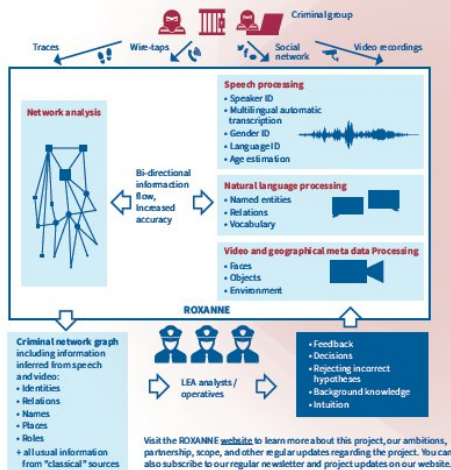 Criminal group
Traces
Wire-taps
Social
network
Video recordings
Network analysis
Bi-directional
information
flow,
Increased
accuracy
Speech processing
• Speaker ID
• Multilingual automatic
transcription
• Gender ID
• Language ID
• Age estimation
Natural language processing
• Named entities
• Relations
• Vocabulary
Video and geographical meta data Processing
• Faces
• Objects
• Environment
ROXANNE
Criminal network graph
including information
inferred from speech
and video:
• Identities
• Relations
• Names
• Places
• Roles
+ all usual information
from "classical" sources
LEA analysts /
operatives
• Feedback
• Decisions
• Rejecting incorrect
hypotheses
• Background knowledge
• Intuition
Visit the ROXANNE website to learn more about this project, our ambitions,
partnership, scope, and other regular updates regarding the project. You can
also subscribe to our regular newsletter and project updates on our website.